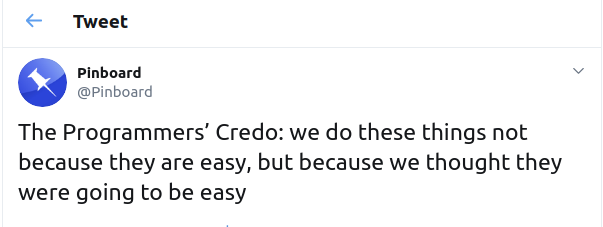 Tweet
Pinboard
@Pinboard
The Programmers’ Credo: we do these things not
because they are easy, but because we thought they
were going to be easy